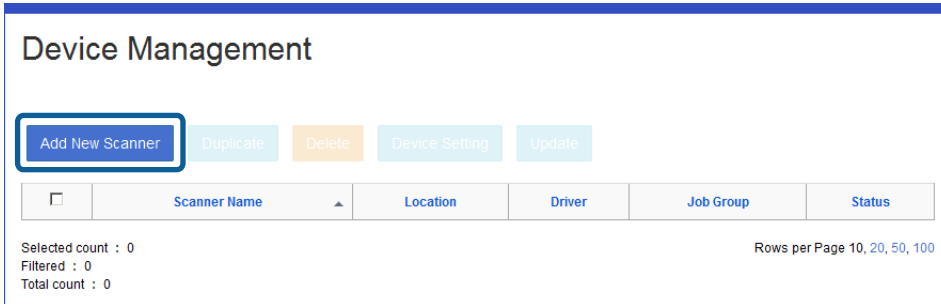 Device Management
Add New Scanner Duplicate Delete Device Setting Update
Scanner Name Location Driver Job Group Status
Selected count : 0 Rows per Page 10, 20, 50, 100
Filtered : 0
Total count : 0